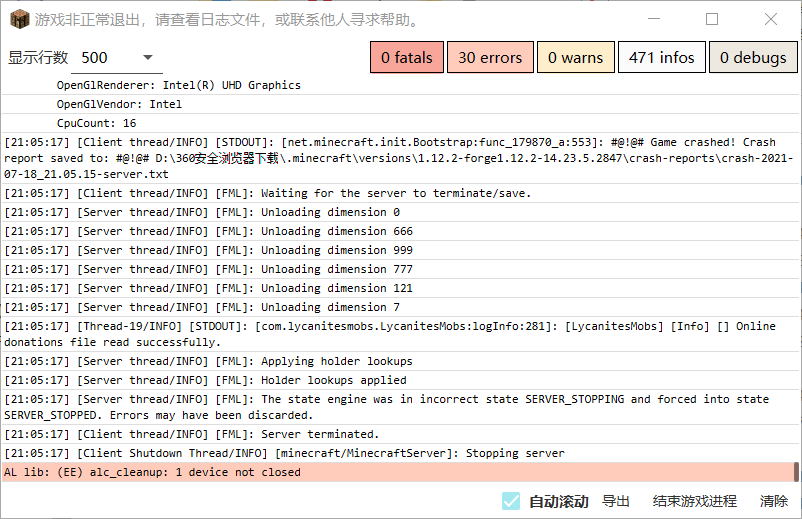 游戏非正常退出，请查看日志文件，或联系他人寻求帮助。
显示行数 500 0 fatals 30 errors 0 warns 471 infos 0 debugs
OpenGlRenderer: Intel(R) UHD Graphics
OpenGlVendor: Intel
CpuCount: 16
[21:05:17] [Client thread/INFO] [STDOUT]: [net.minecraft.init.Bootstrap:func_179870_a:553]: #@!@# Game crashed! Crash
report saved to: #@!@# D:\360安全浏览器下载\.minecraft\versions\1.12.2-forge1.12.2-14.23.5.2847\crash-reports\crash-2021-
07-18_21.05.15-server.txt
[21:05:17] [Client thread/INFO] [FML]: Waiting for the server to terminate/save.
[21:05:17] [Server thread/INFO] [FML]: Unloading dimension 0
[21:05:17] [Server thread/INFO] [FML]: Unloading dimension 666
[21:05:17] [Server thread/INFO] [FML]: Unloading dimension 999
[21:05:17] [Server thread/INFO] [FML]: Unloading dimension 777
[21:05:17] [Server thread/INFO] [FML]: Unloading dimension 121
[21:05:17] [Server thread/INFO] [FML]: Unloading dimension 7
[21:05:17] [Thread-19/INFO] [STDOUT]: [com.lycanitesmobs.LycanitesMobs:logInfo:281]: [LycanitesMobs] [Info] [] Online
donations file read successfully.
[21:05:17] [Server thread/INFO] [FML]: Applying holder lookups
[21:05:17] [Server thread/INFO] [FML]: Holder lookups applied
[21:05:17] [Server thread/INFO] [FML]: The state engine was in incorrect state SERVER_STOPPING and forced into state
SERVER_STOPPED. Errors may have been discarded.
[21:05:17] [Client thread/INFO] [FML]: Server terminated.
[21:05:17] [Client Shutdown Thread/INFO] [minecraft/MinecraftServer]: Stopping server
AL lib: (EE) alc_cleanup: 1 device not closed
自动滚动 导出 结束游戏进程 清除